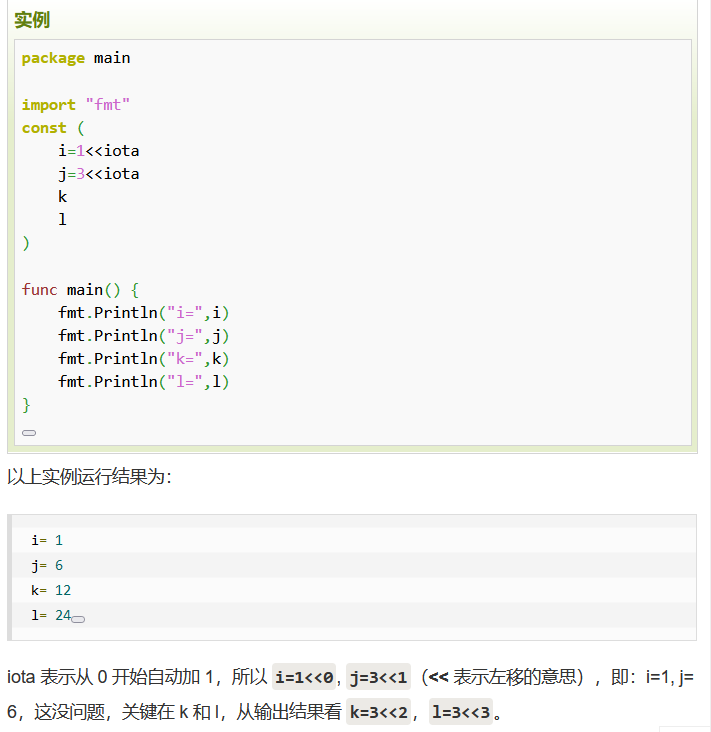 实例
package main
import "fmt"
const (
    i=1<<iota
    j=3<<iota
    k
    l
)
func main() {
    fmt.Println("i=",i)
    fmt.Println("j=",j)
    fmt.Println("k=",k)
    fmt.Println("l=",l)
}
以上实例运行结果为：
i= 1
j= 6
k= 12
l= 24
iota 表示从 0 开始自动加 1，所以 i=1<<0, j=3<<1（<< 表示左移的意思），即：i=1, j=
6，这没问题，关键在 k 和 l，从输出结果看 k=3<<2，l=3<<3。